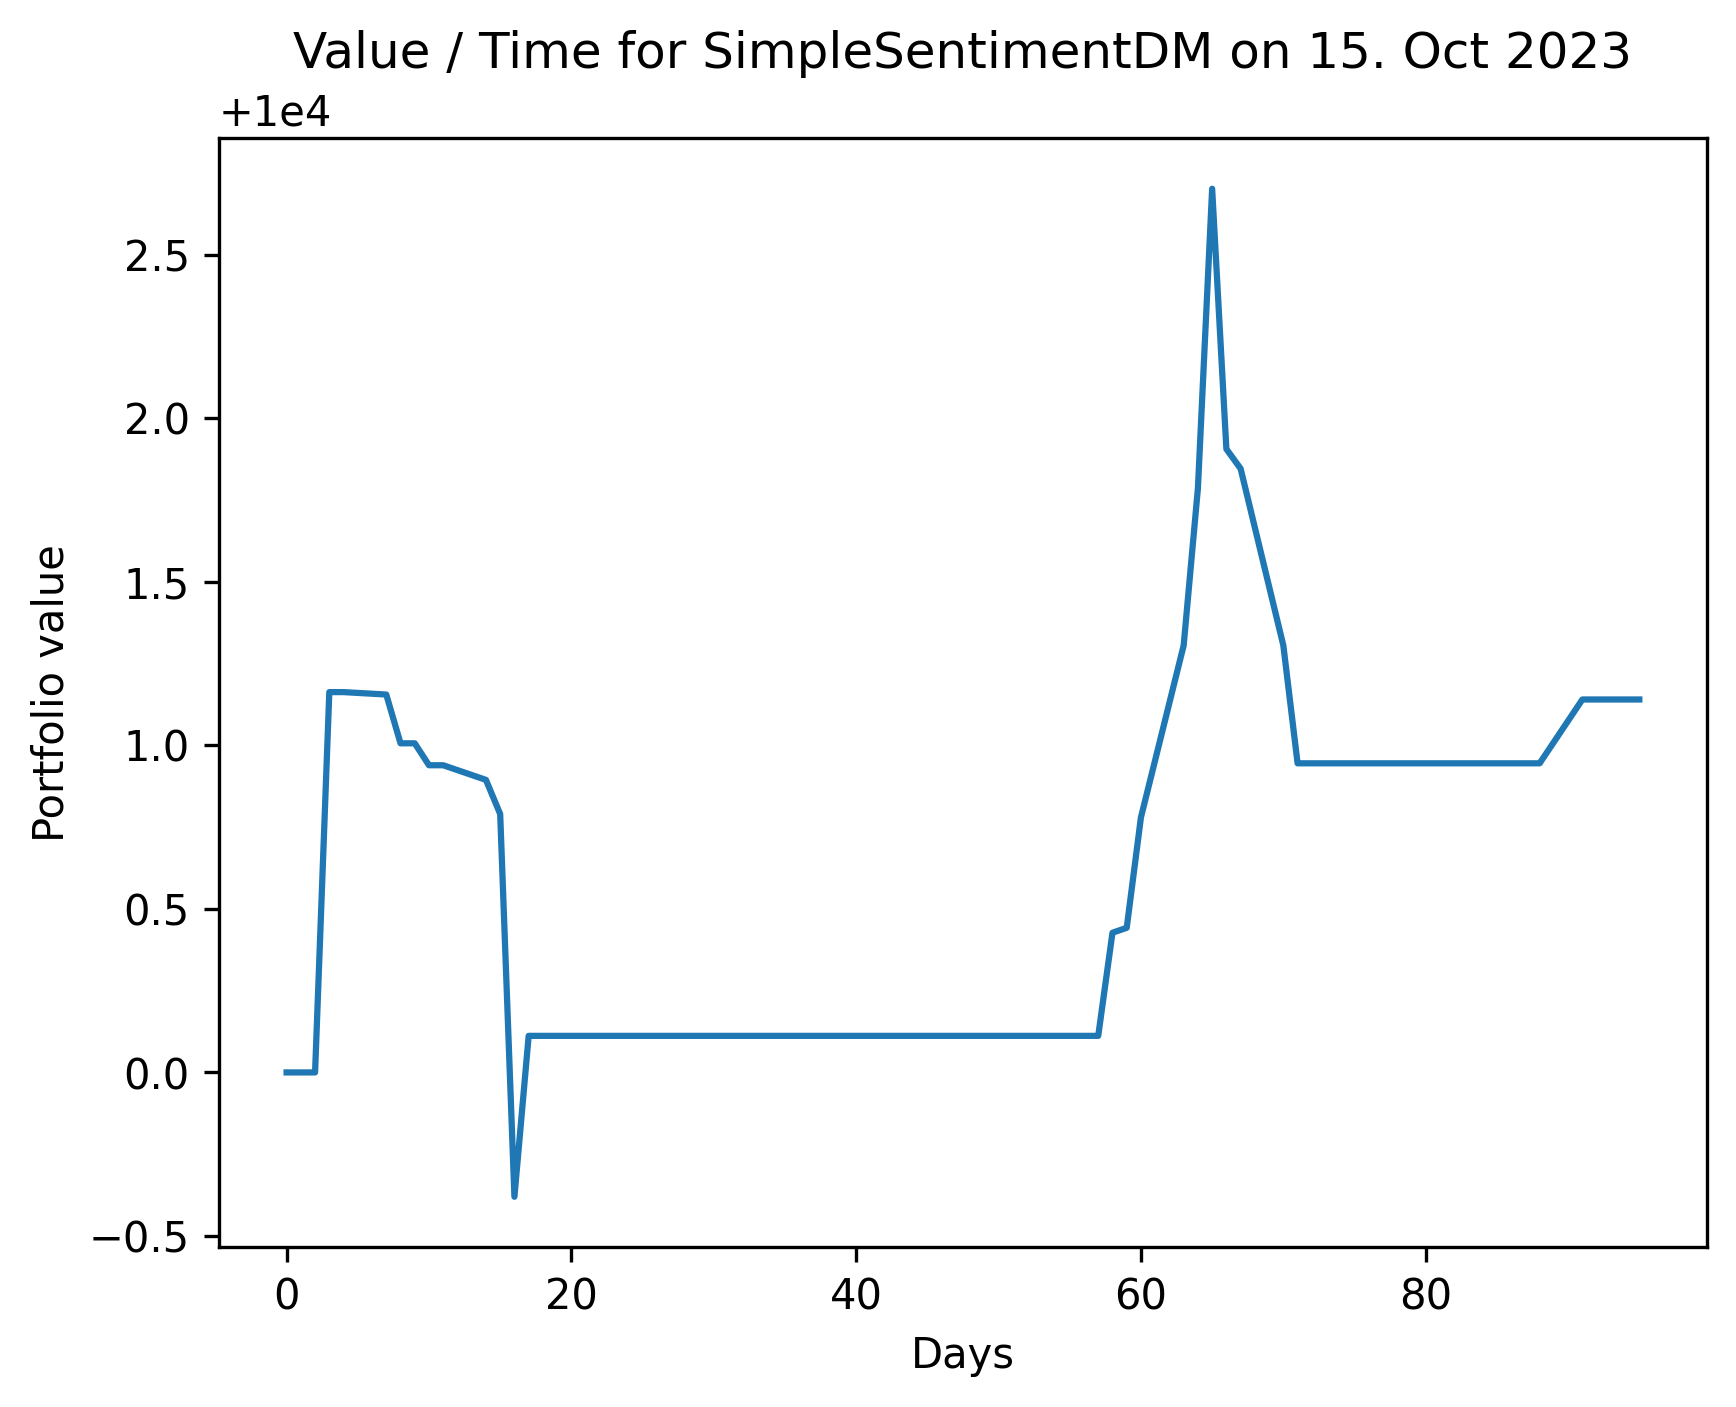 Value / Time for SimpleSentimentDM on 15. Oct 2023
+1e4
2.5
2.0
1.5
1.0
0.5
0.0
−0.5
Portfolio value
0 20 40 60 80
Days